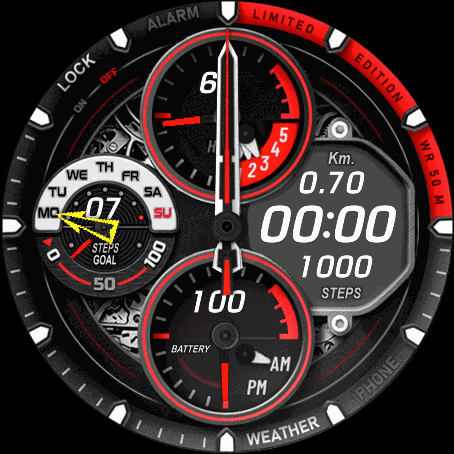 ALARM
LIMITED
EDITION
WR 50 M
LOCK
ON OFF
6
5
4
3
2
MO TU WE TH FR SA SU
07
STEPS
GOAL
0 50 100
Km.
0.70
00:00
1000
STEPS
100
BATTERY
AM
PM
PHONE
WEATHER